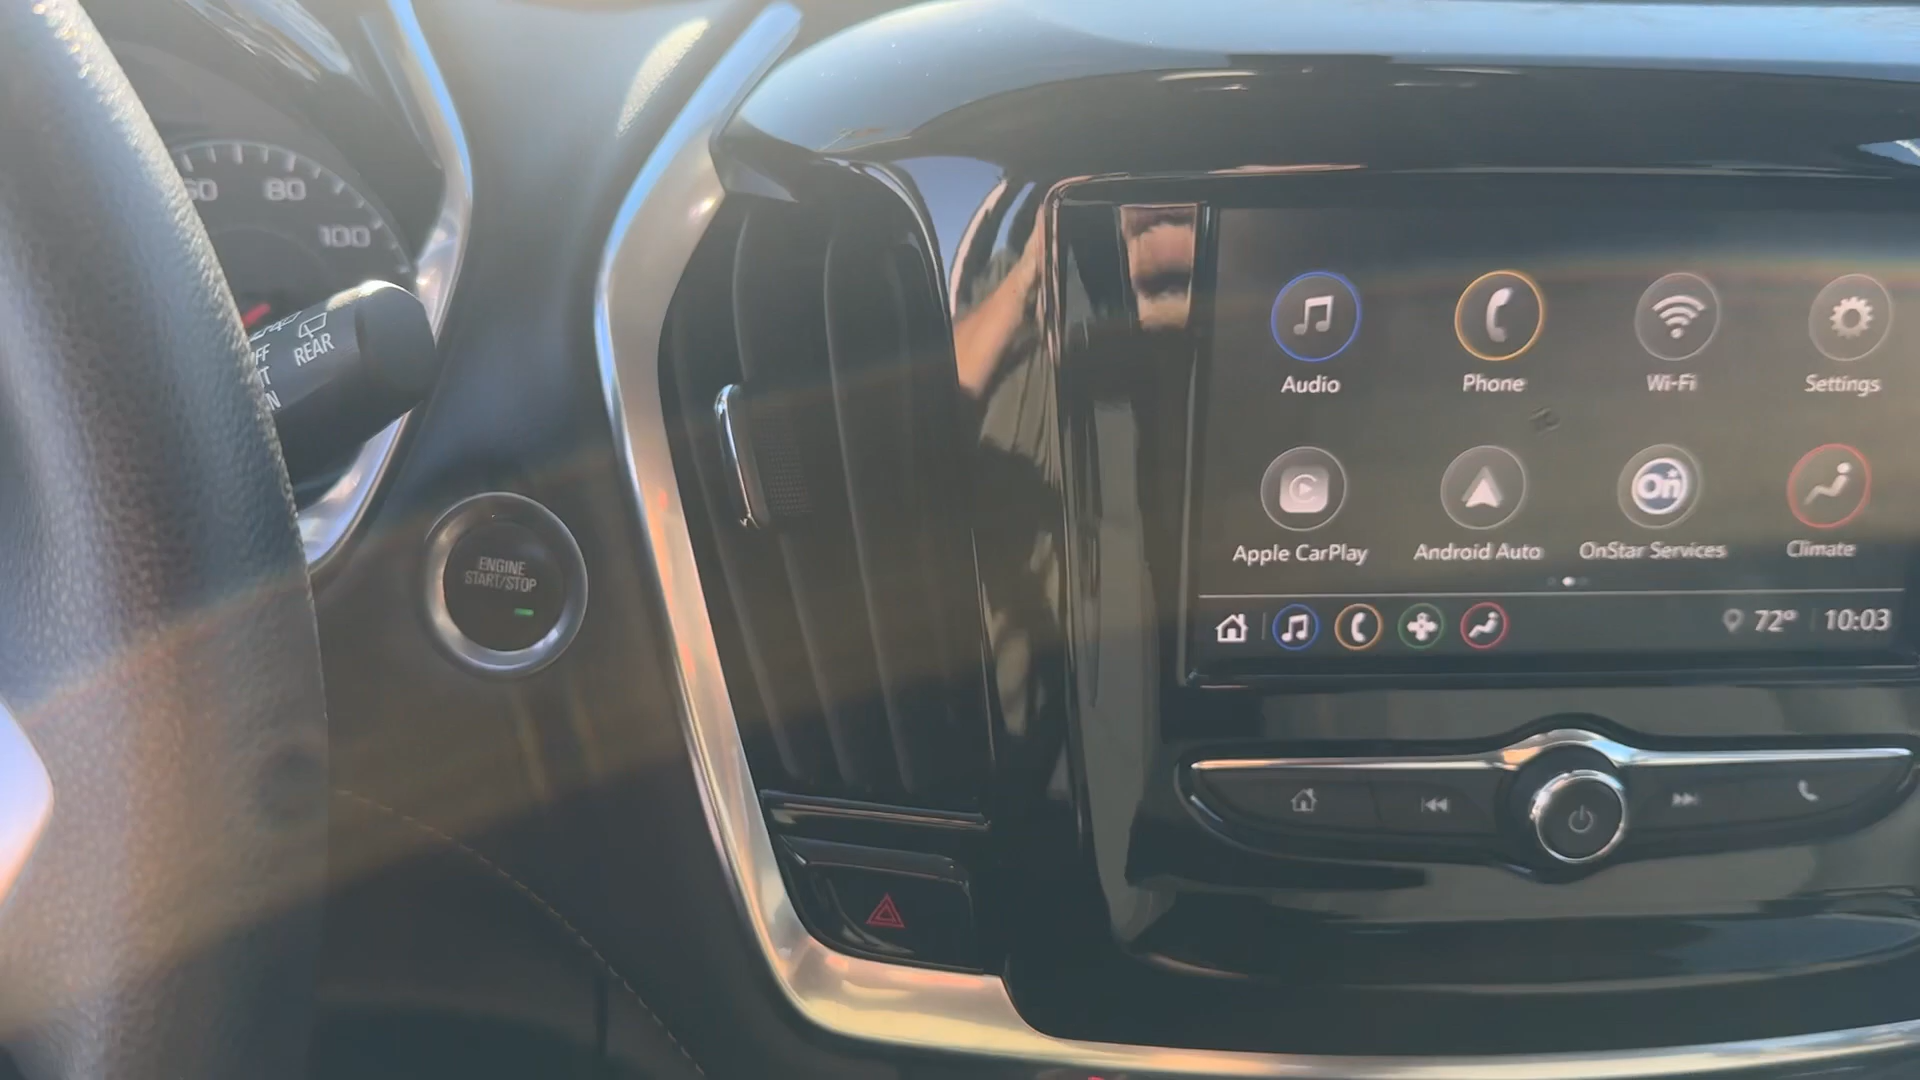 60 80
100
REAR
ENGINE
START/STOP
Audio Phone Wi-Fi Settings
On
Apple CarPlay Android Auto OnStar Services Climate
72° 10:03